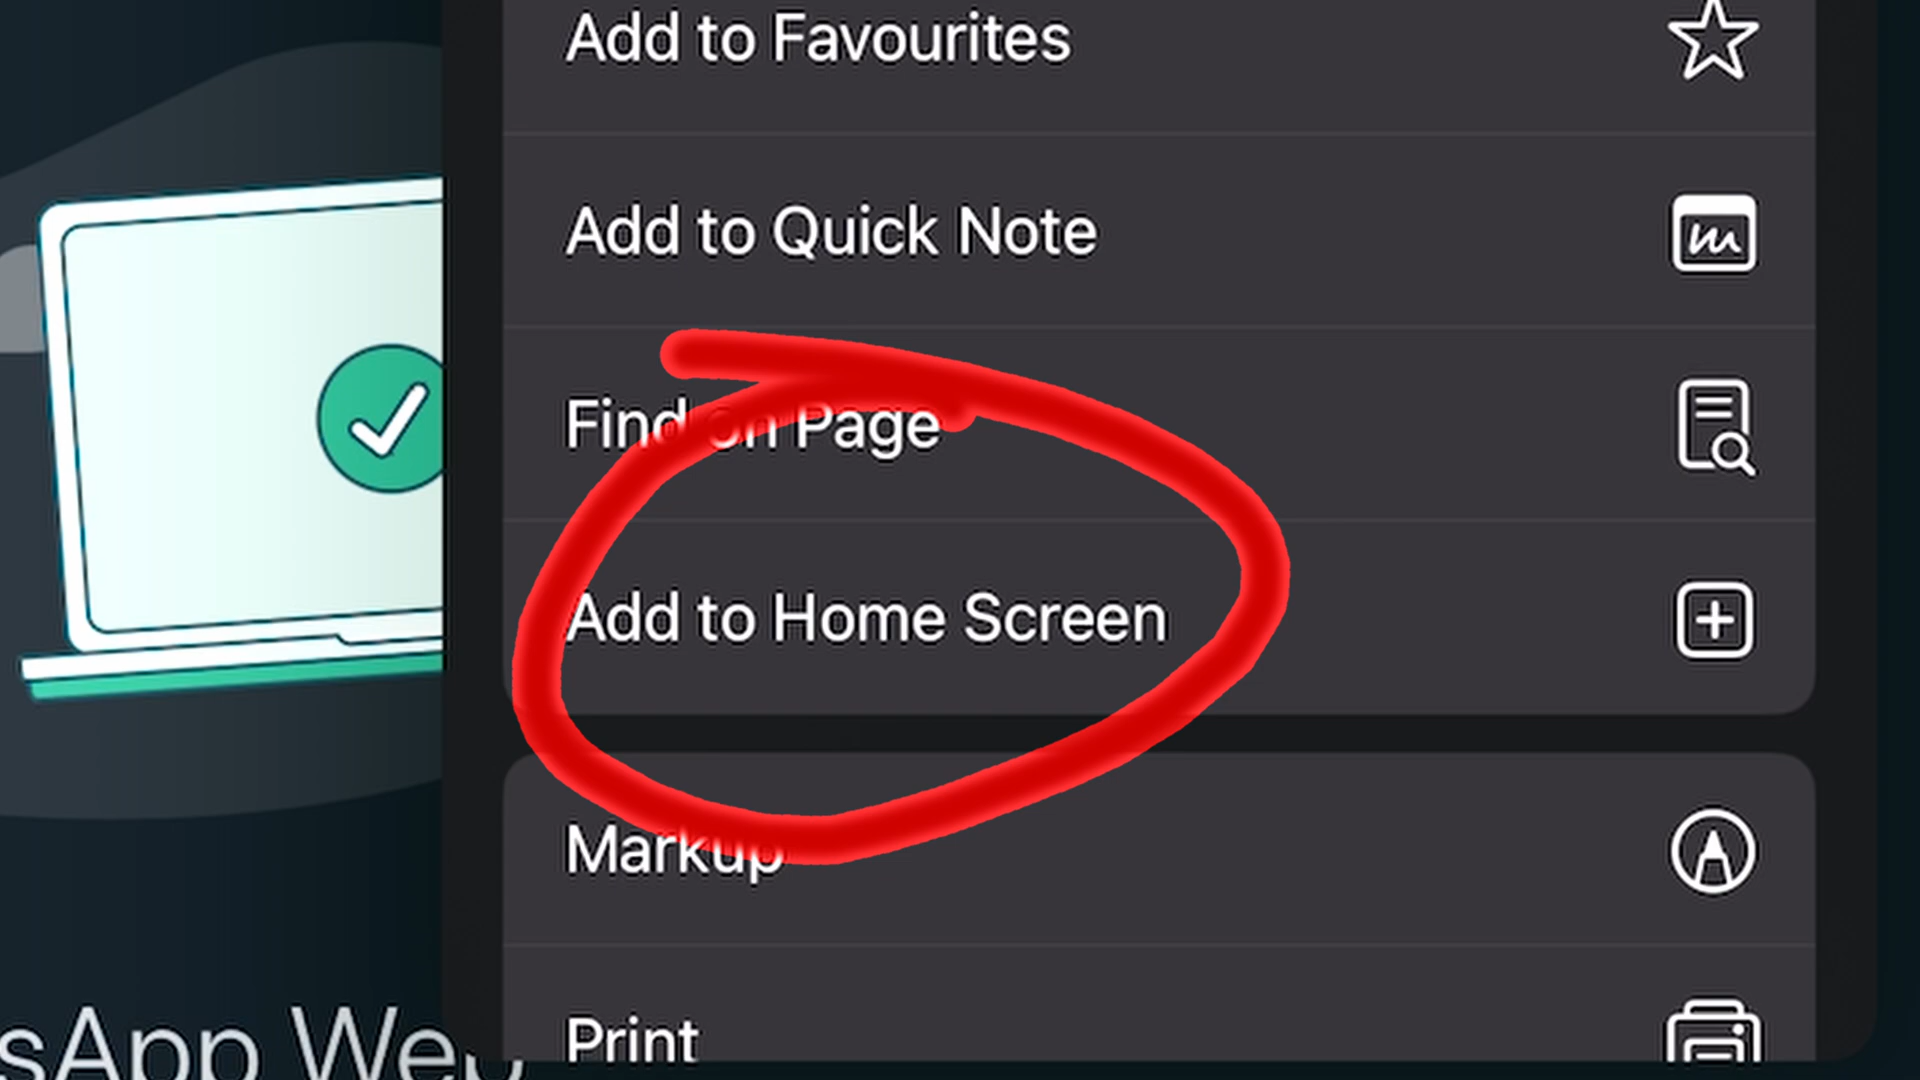 Add to Favourites
Add to Quick Note
Find on Page
Add to Home Screen
Markup
Print
sApp Web